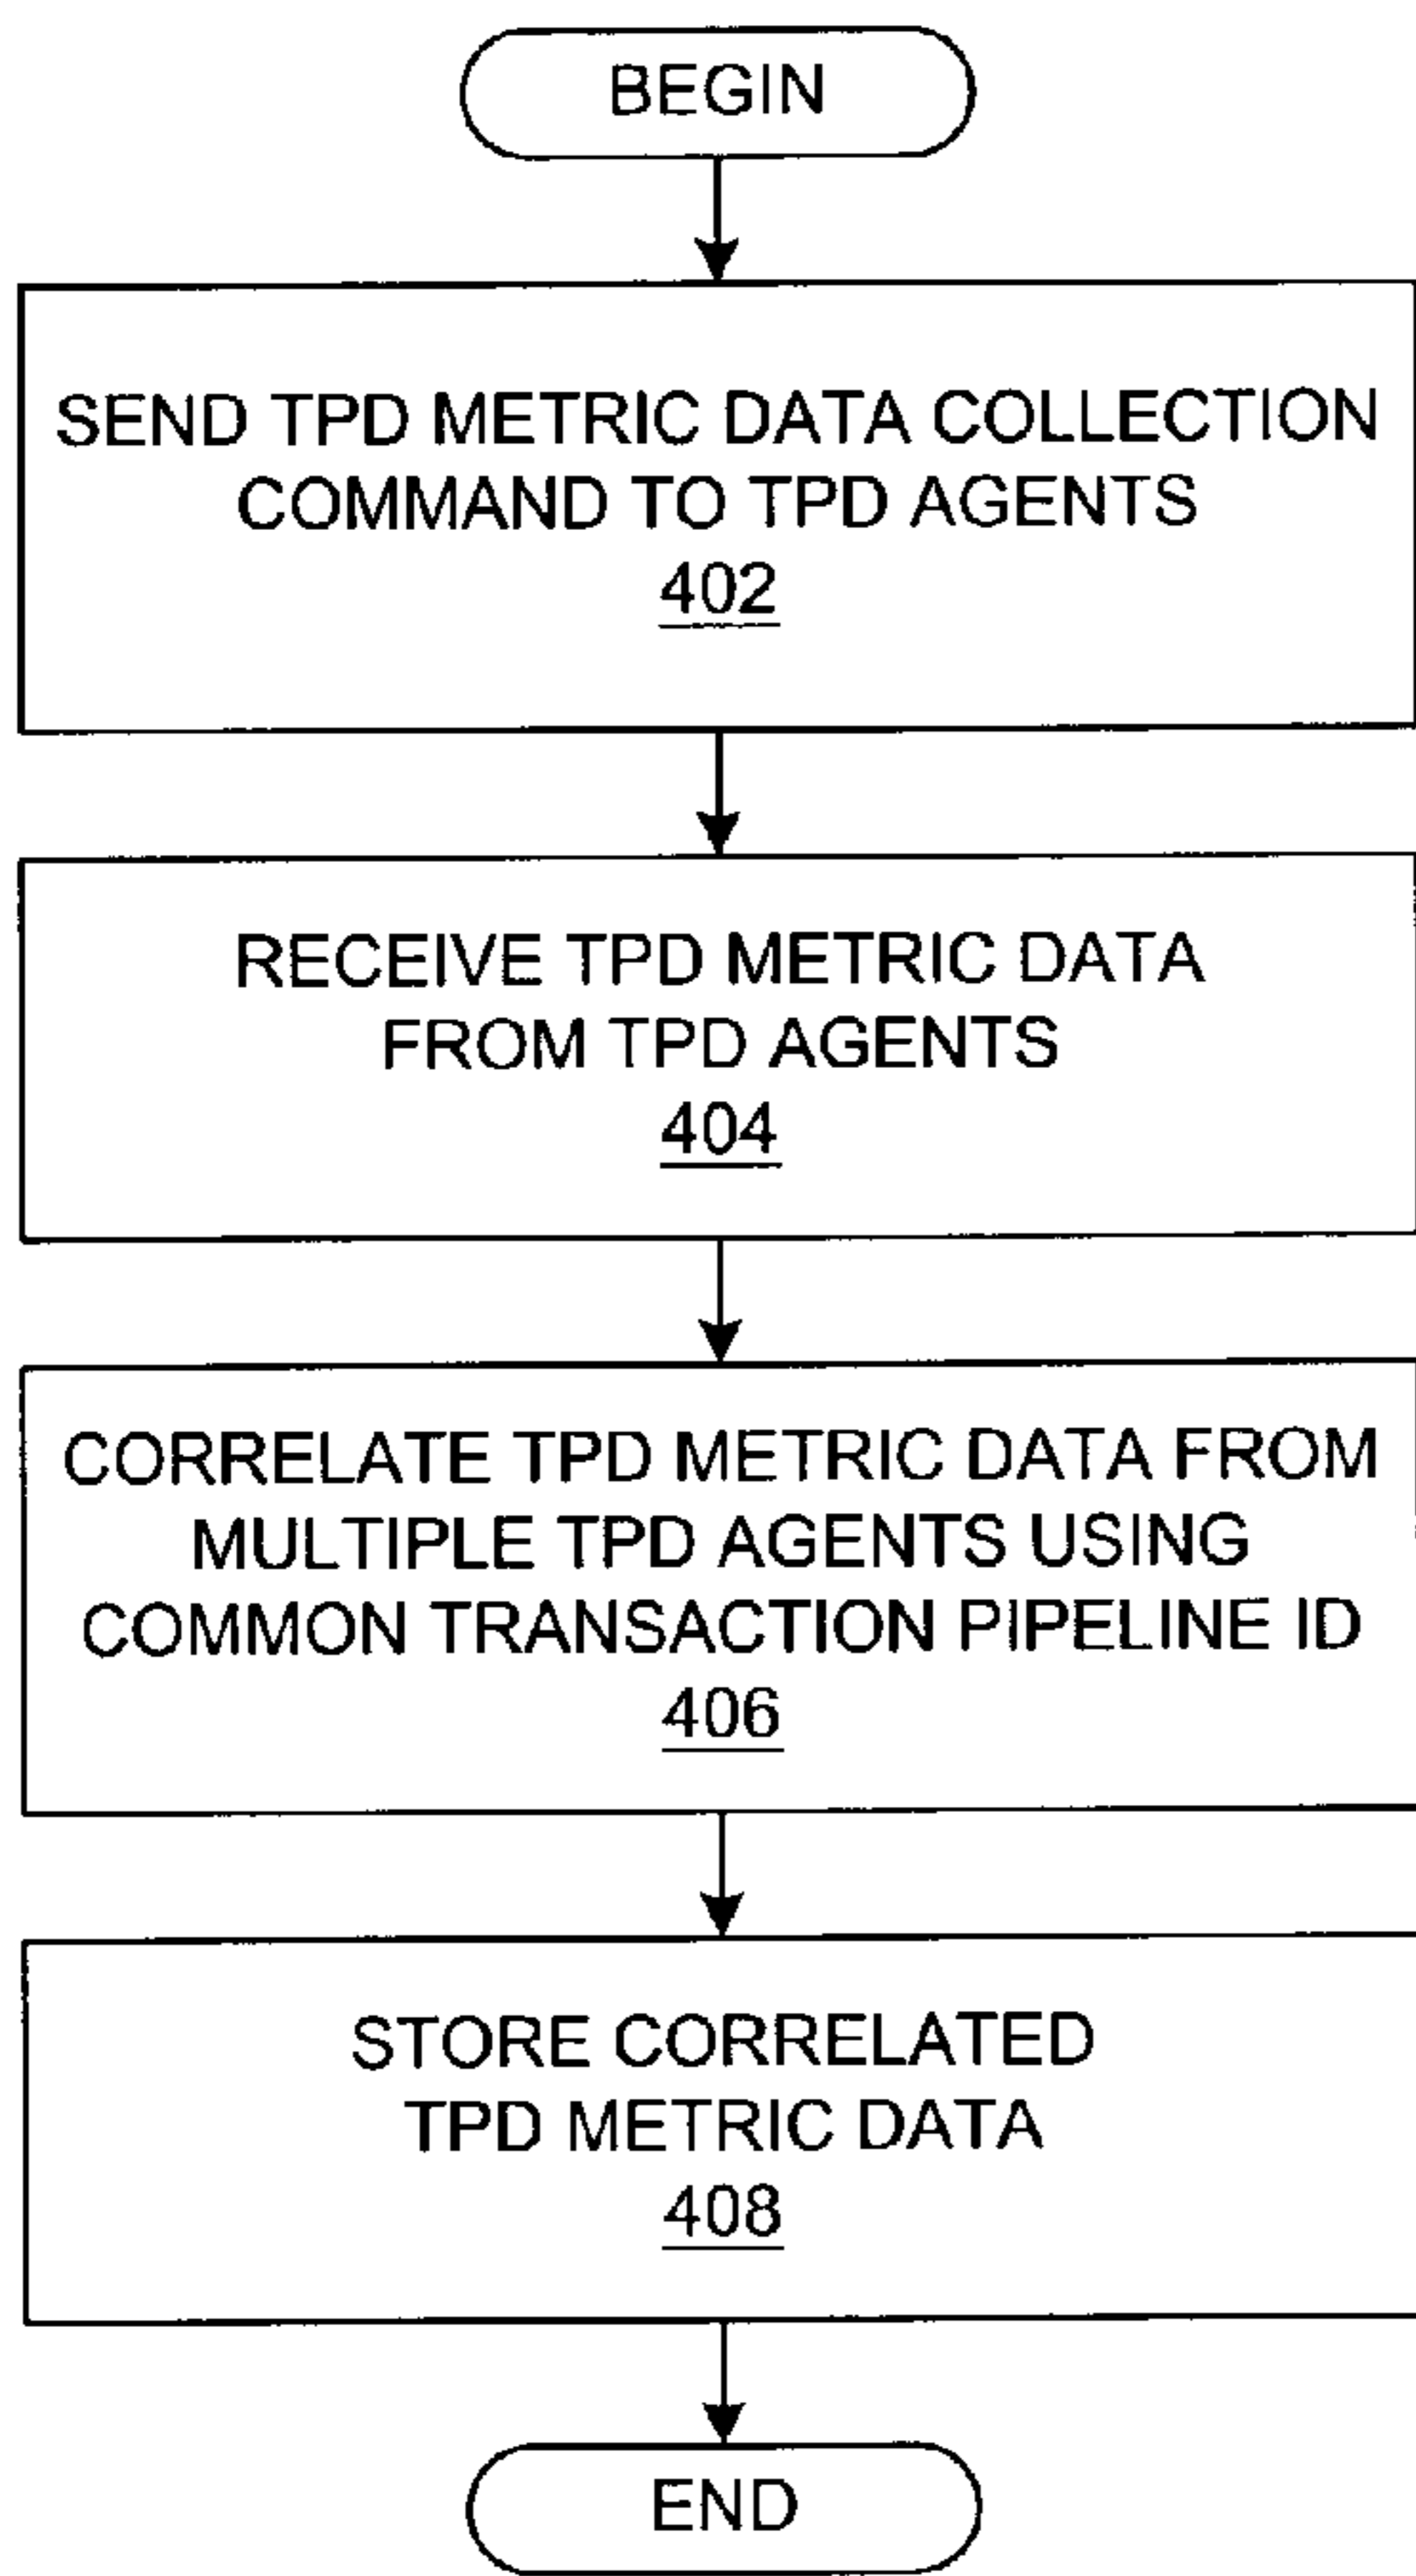 BEGIN
SEND TPD METRIC DATA COLLECTION
COMMAND TO TPD AGENTS
402
RECEIVE TPD METRIC DATA
FROM TPD AGENTS
404
CORRELATE TPD METRIC DATA FROM
MULTIPLE TPD AGENTS USING
COMMON TRANSACTION PIPELINE ID
406
STORE CORRELATED
TPD METRIC DATA
408
END